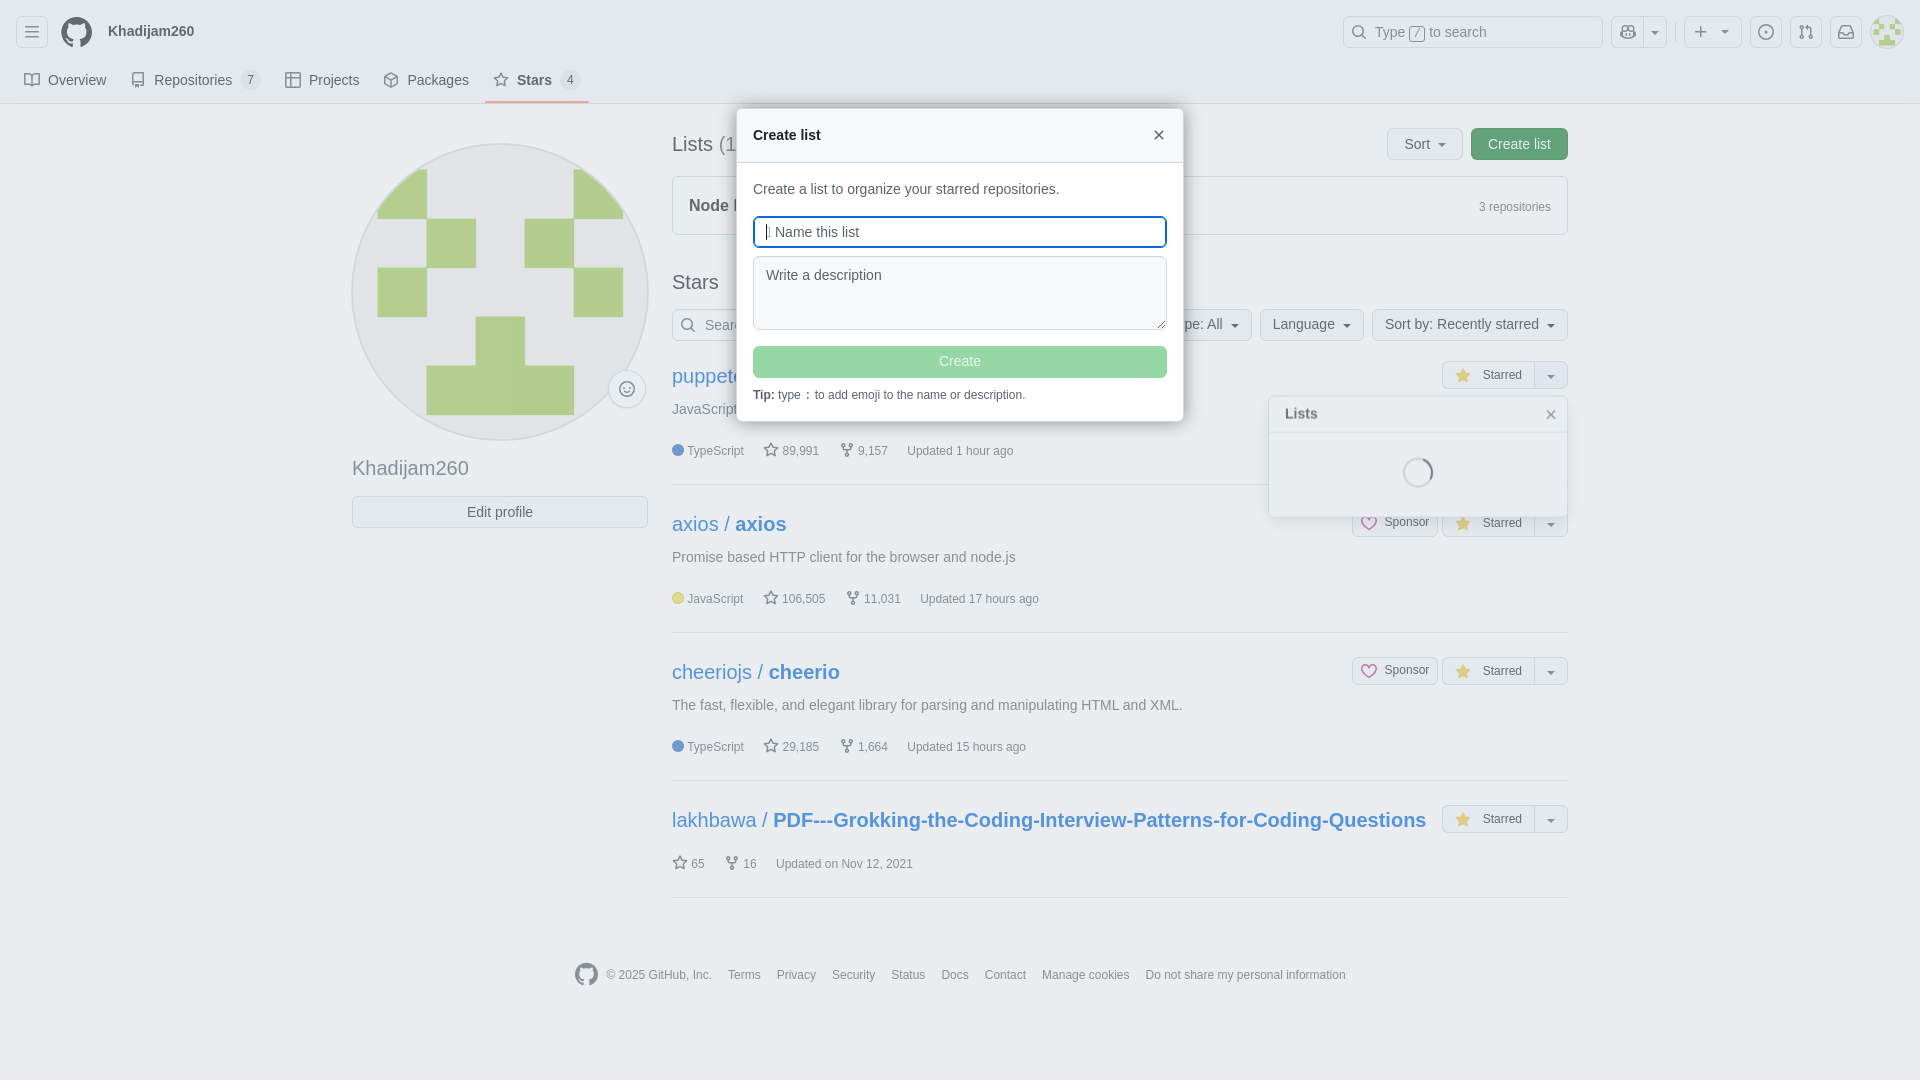 Khadijam260
Type / to search
Overview
Repositories 7
Projects
Packages
Stars 4
Create list
Create a list to organize your starred repositories.
Name this list
Write a description
Create
Tip: type : to add emoji to the name or description.
Lists (1
Sort
Create list
Node
3 repositories
Stars
Type: All
Language
Sort by: Recently starred
Starred
JavaScript
TypeScript 89,991 9,157 Updated 1 hour ago
Lists
axios / axios
Sponsor
Starred
Promise based HTTP client for the browser and node.js
JavaScript 106,505 11,031 Updated 17 hours ago
cheeriojs / cheerio
Sponsor
Starred
The fast, flexible, and elegant library for parsing and manipulating HTML and XML.
TypeScript 29,185 1,664 Updated 15 hours ago
lakhbawa / PDF---Grokking-the-Coding-Interview-Patterns-for-Coding-Questions
Starred
65 16 Updated on Nov 12, 2021
Khadijam260
Edit profile
© 2025 GitHub, Inc. Terms Privacy Security Status Docs Contact Manage cookies Do not share my personal information